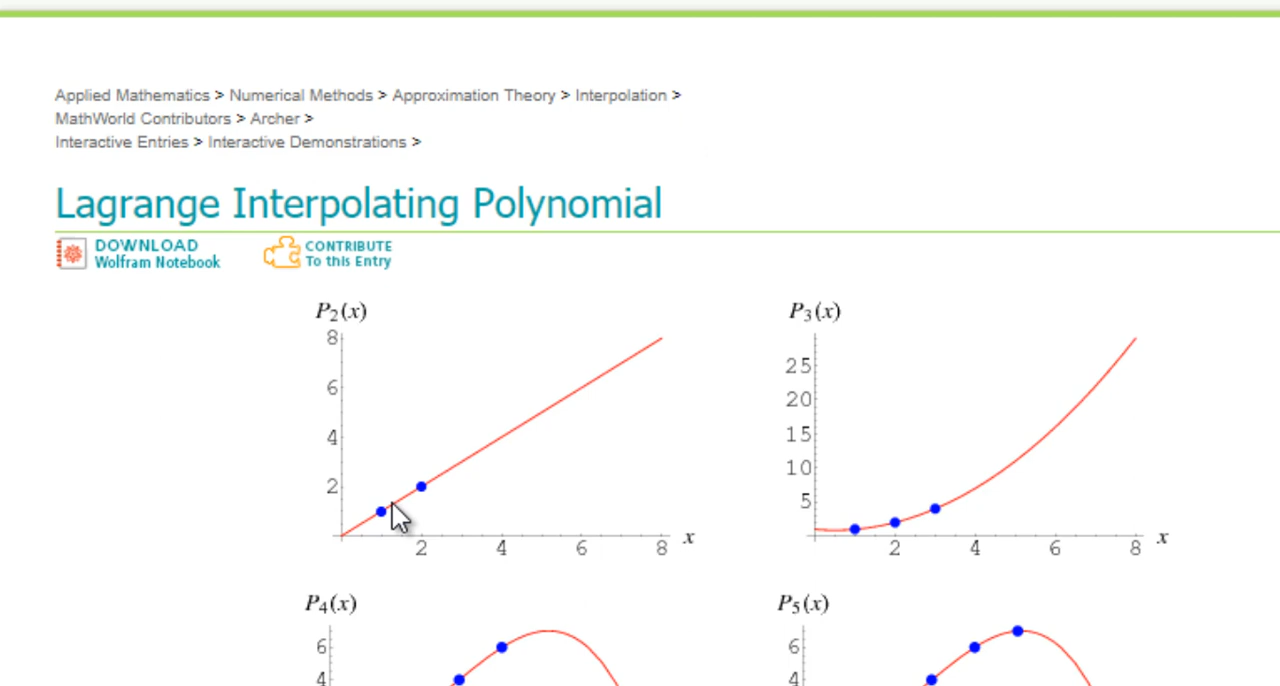 Applied Mathematics > Numerical Methods > Approximation Theory > Interpolation >
MathWorld Contributors > Archer >
Interactive Entries > Interactive Demonstrations >
Lagrange Interpolating Polynomial
DOWNLOAD
Wolfram Notebook
CONTRIBUTE
To this Entry
P2(x)
8
6
4
2
2 4 6 8 x
P3(x)
25
20
15
10
5
2 4 6 8 x
P4(x)
6
4
P5(x)
6
4